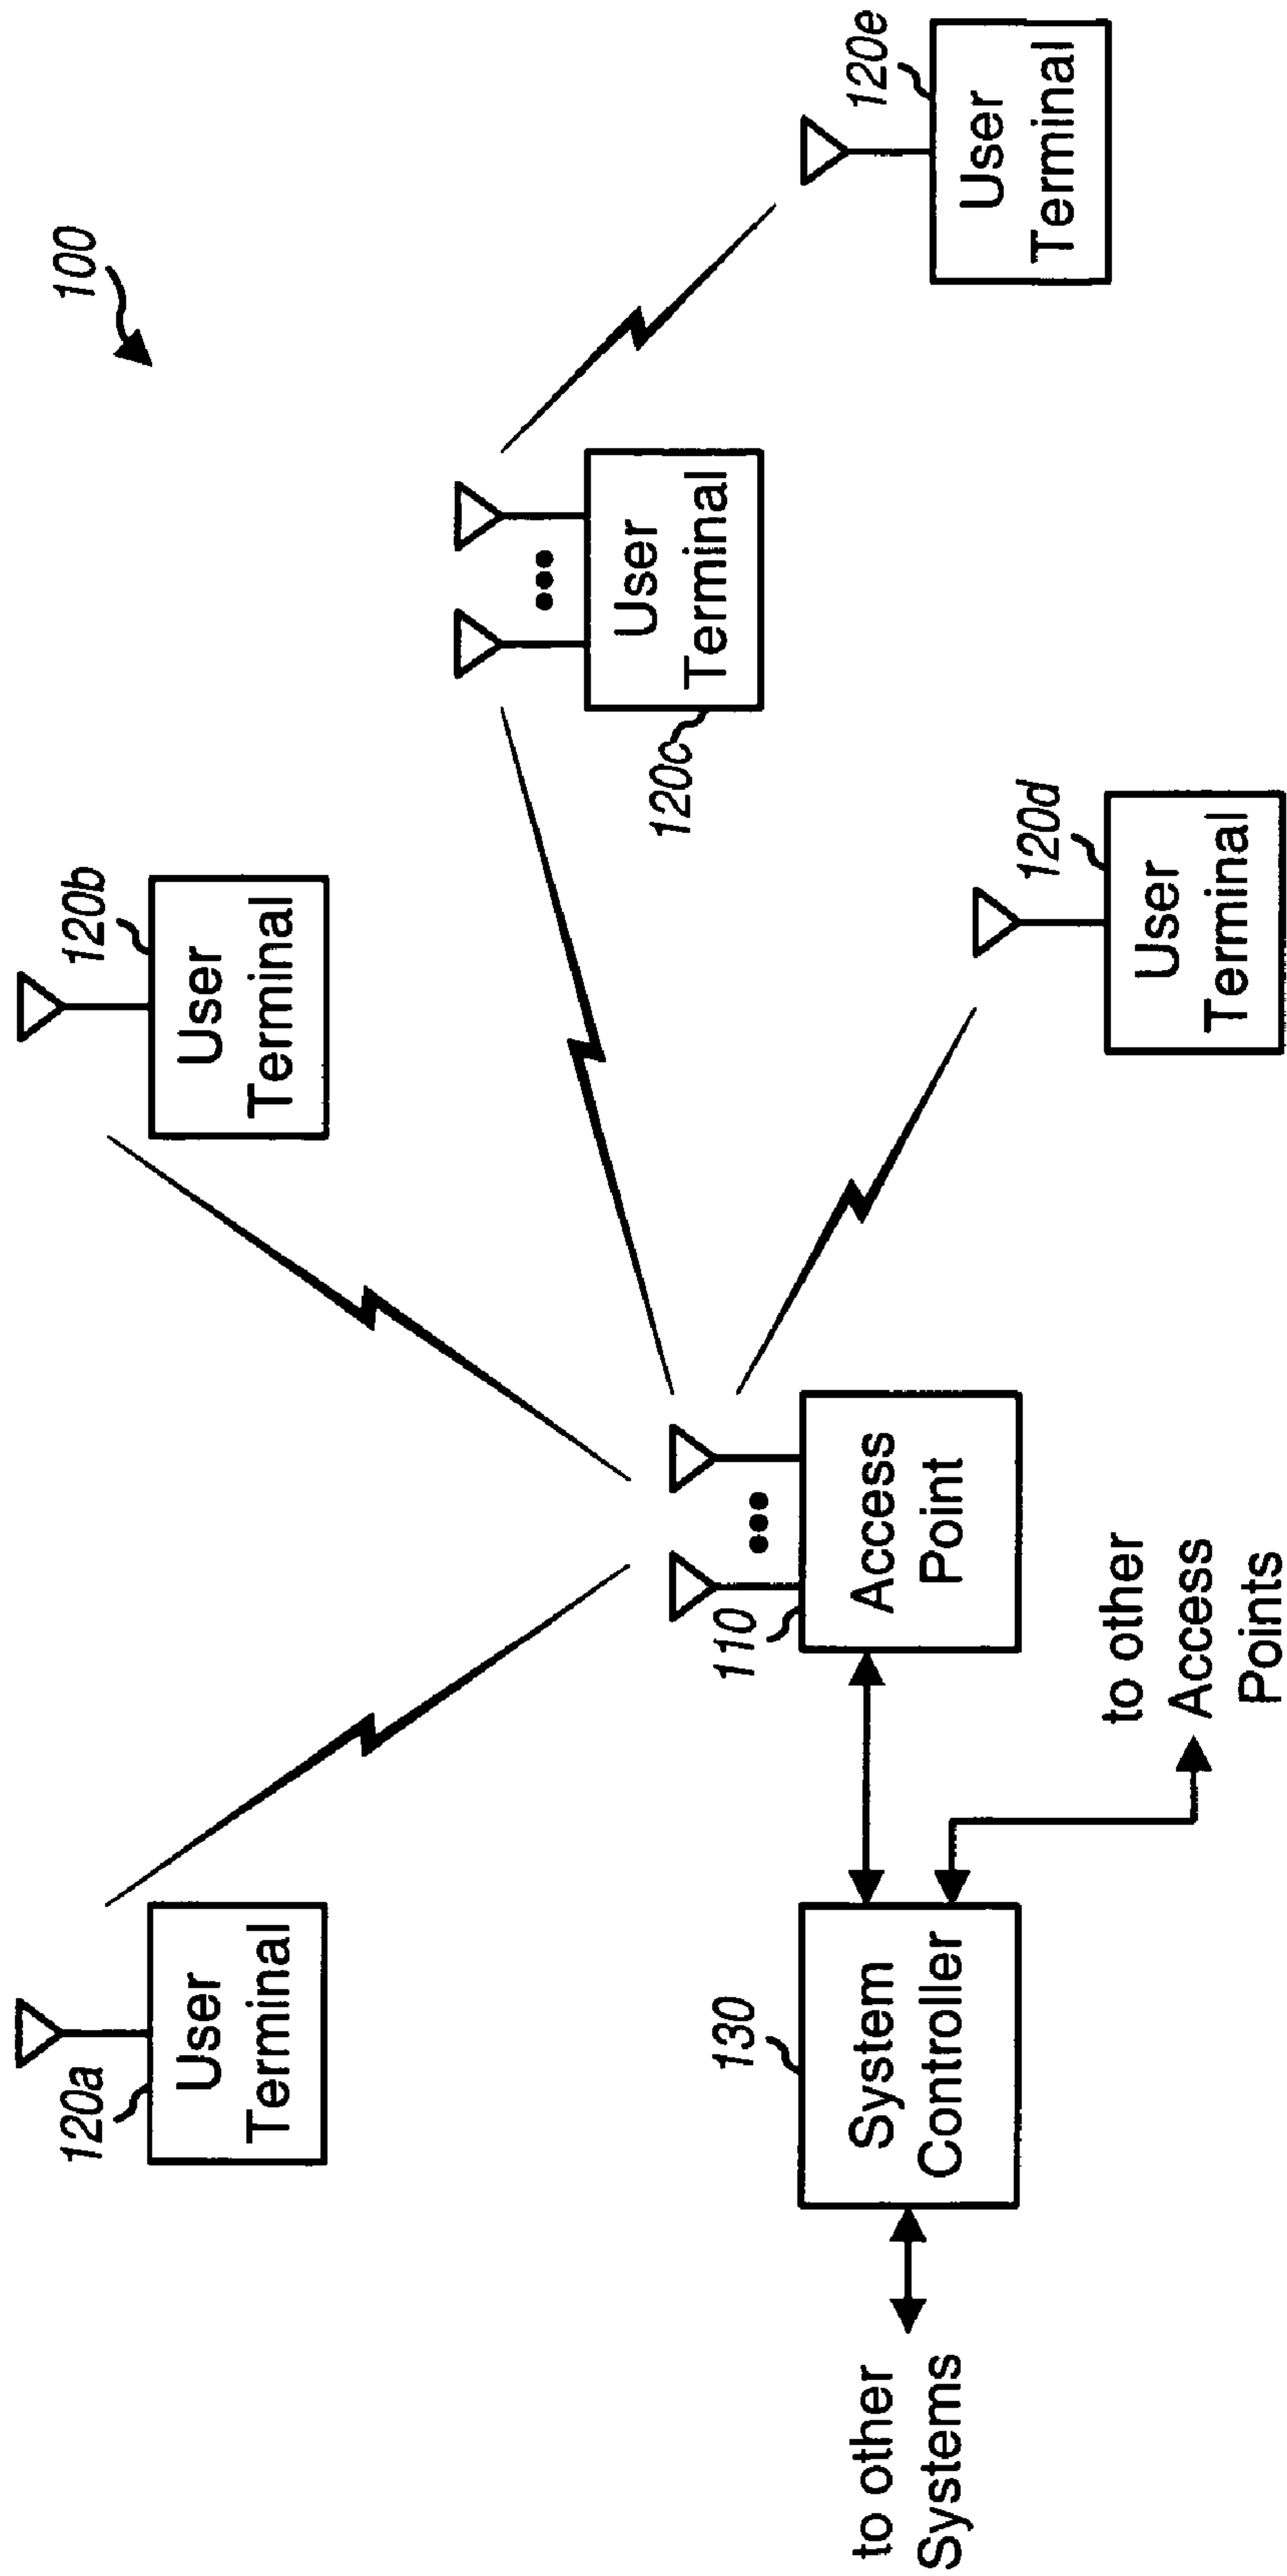 100
120a
User
Terminal
120b
User
Terminal
120c
User
Terminal
120e
User
Terminal
120d
User
Terminal
110
Access
Point
130
System
Controller
to other
Systems
to other
Access
Points